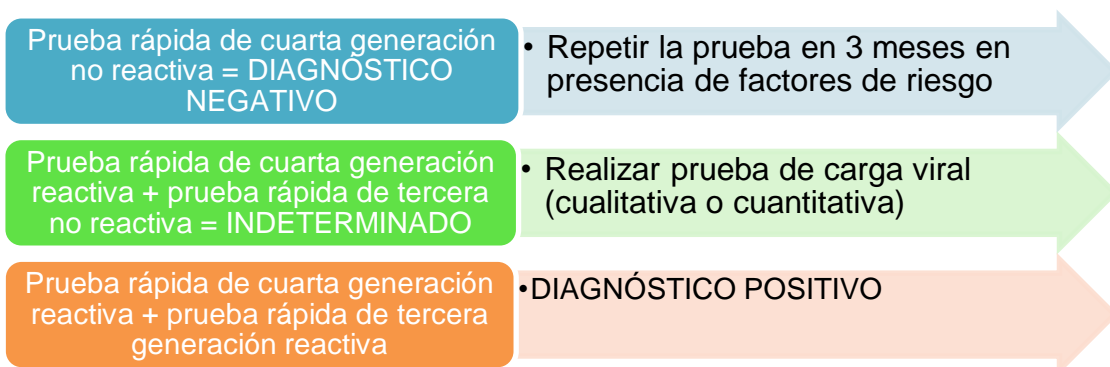 Prueba rápida de cuarta generación
no reactiva = DIAGNÓSTICO
NEGATIVO
• Repetir la prueba en 3 meses en
presencia de factores de riesgo
Prueba rápida de cuarta generación
reactiva + prueba rápida de tercera
no reactiva = INDETERMINADO
• Realizar prueba de carga viral
(cualitativa o cuantitativa)
Prueba rápida de cuarta generación
reactiva + prueba rápida de tercera
generación reactiva
•DIAGNÓSTICO POSITIVO